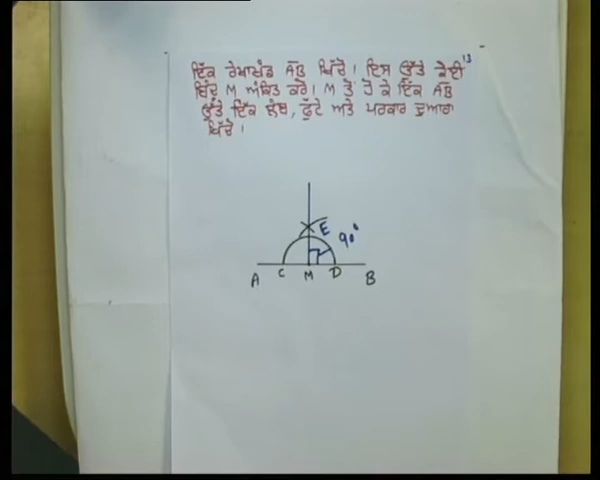 ਇੱਕ ਰੇਖਾਖੰਡ AB ਖਿੱਚੋ। ਇਸ ਉੱਤੇ ਕੋਈ
ਬਿੰਦੂ M ਅੰਕਿਤ ਕਰੋ। M ਤੋਂ ਹੋ ਕੇ ਇੱਕ AB
ਉੱਤੇ ਇੱਕ ਲੰਬ, ਫੁੱਟੇ ਅਤੇ ਪਰਕਾਰ ਦੁਆਰਾ
ਖਿੱਚੋ।
E 90°
A C M D B